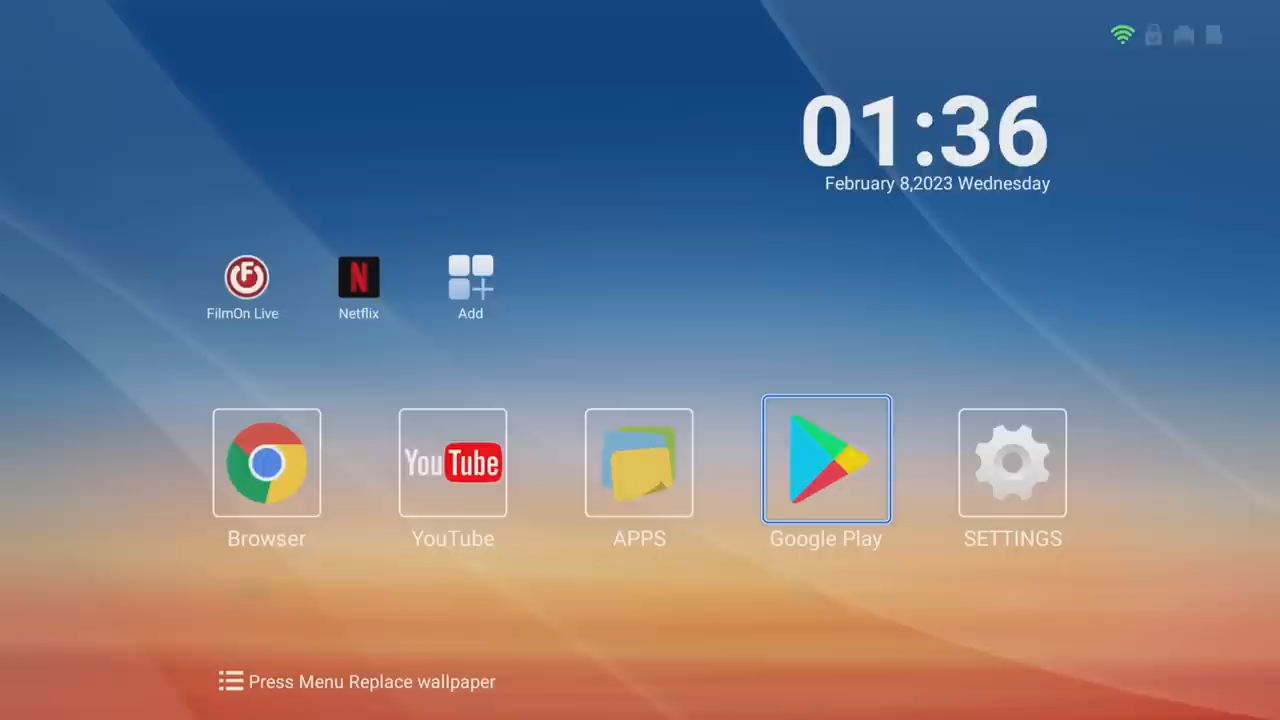 01:36
February 8,2023 Wednesday
FilmOn Live
Netflix
Add
You Tube
Browser
YouTube
APPS
Google Play
SETTINGS
Press Menu Replace wallpaper